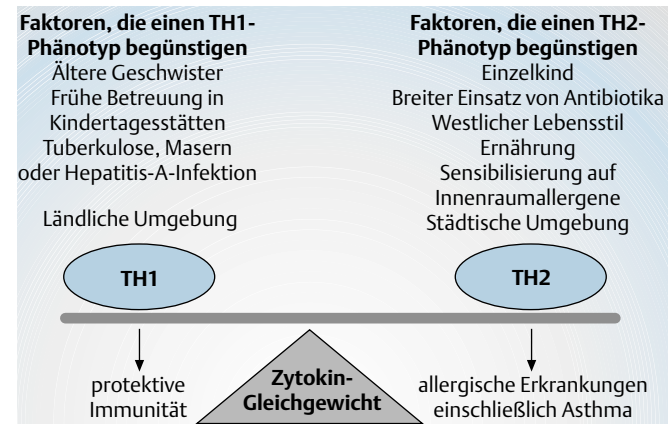 Faktoren, die einen TH1-
Phänotyp begünstigen
Ältere Geschwister
Frühe Betreuung in
Kindertagesstätten
Tuberkulose, Masern
oder Hepatitis-A-Infektion
Ländliche Umgebung
TH1
protektive
Immunität
Faktoren, die einen TH2-
Phänotyp begünstigen
Einzelkind
Breiter Einsatz von Antibiotika
Westlicher Lebensstil
Ernährung
Sensibilisierung auf
Innenraumallergene
Städtische Umgebung
TH2
allergische Erkrankungen
einschließlich Asthma
Zytokin-
Gleichgewicht